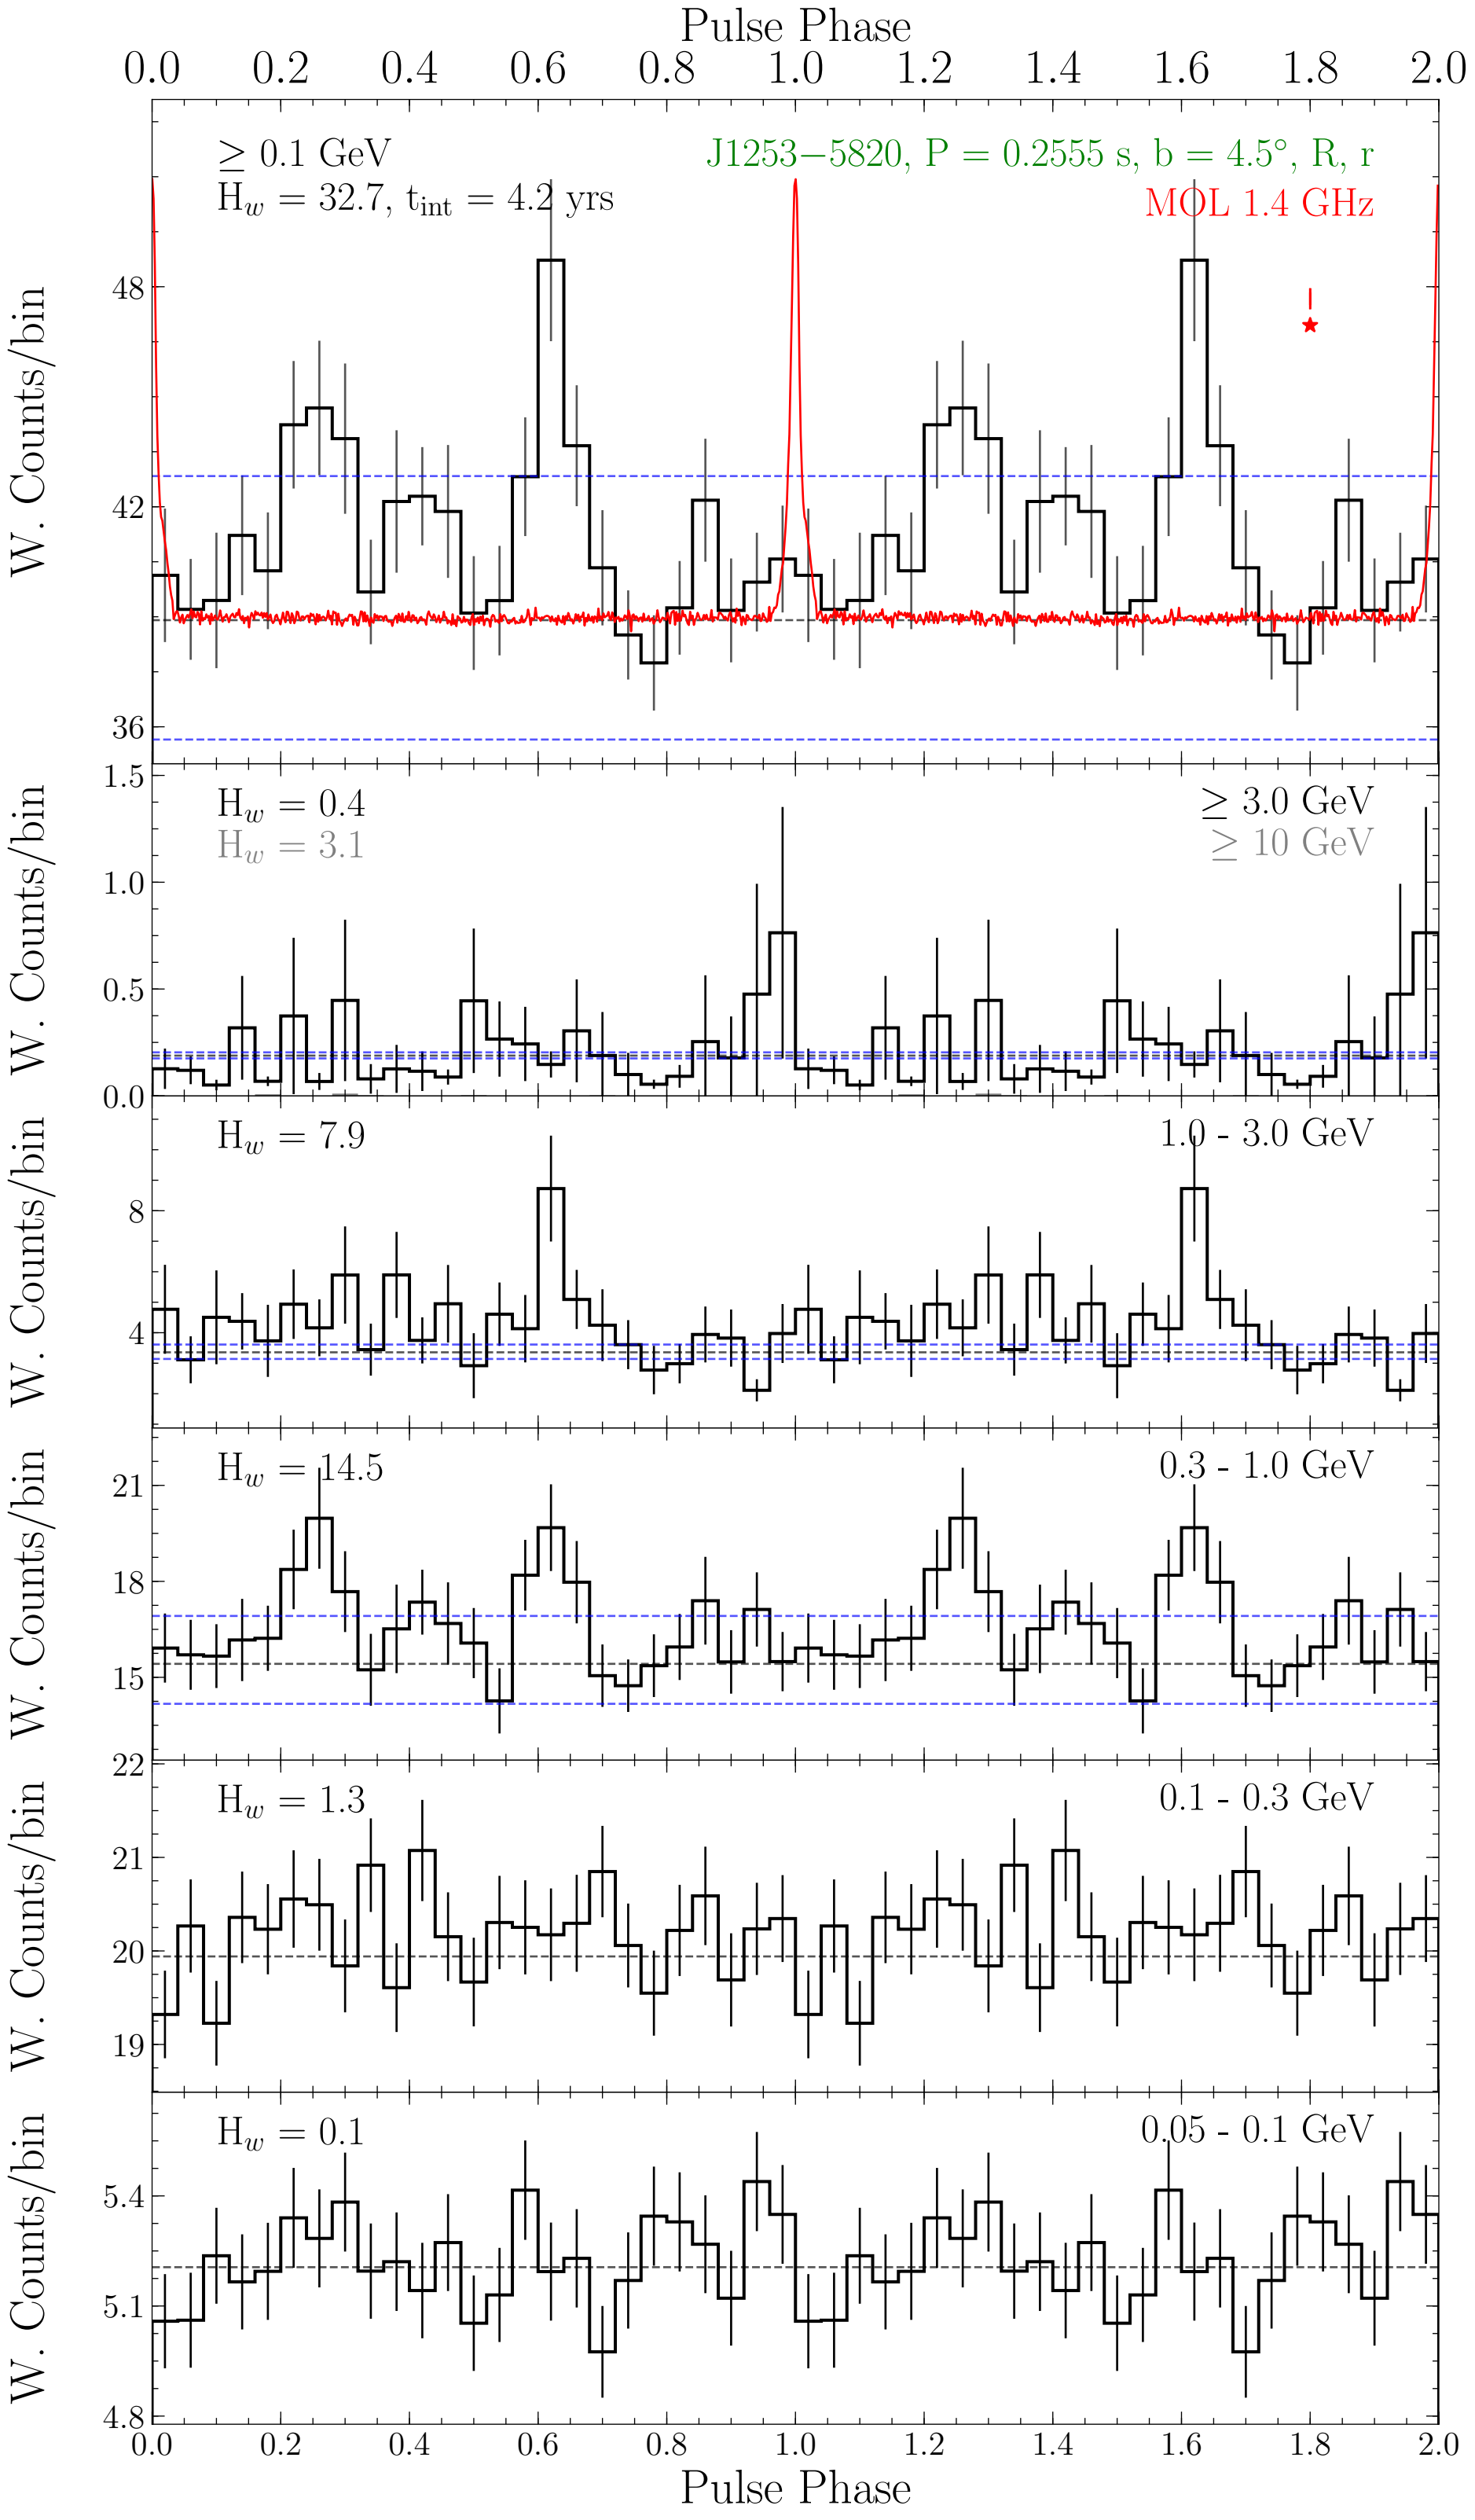 Pulse Phase
0.0 0.2 0.4 0.6 0.8 1.0 1.2 1.4 1.6 1.8 2.0
≥ 0.1 GeV
H_w = 32.7, t_int = 4.2 yrs
J1253−5820, P = 0.2555 s, b = 4.5°, R, r
MOL 1.4 GHz
W. Counts/bin
48
42
36
W. Counts/bin
1.5
1.0
0.5
0.0
H_w = 0.4
H_w = 3.1
≥ 3.0 GeV
≥ 10 GeV
W. Counts/bin
8
4
H_w = 7.9
1.0 - 3.0 GeV
W. Counts/bin
21
18
15
H_w = 14.5
0.3 - 1.0 GeV
W. Counts/bin
22
21
20
19
H_w = 1.3
0.1 - 0.3 GeV
W. Counts/bin
5.4
5.1
4.8
H_w = 0.1
0.05 - 0.1 GeV
0.0 0.2 0.4 0.6 0.8 1.0 1.2 1.4 1.6 1.8 2.0
Pulse Phase